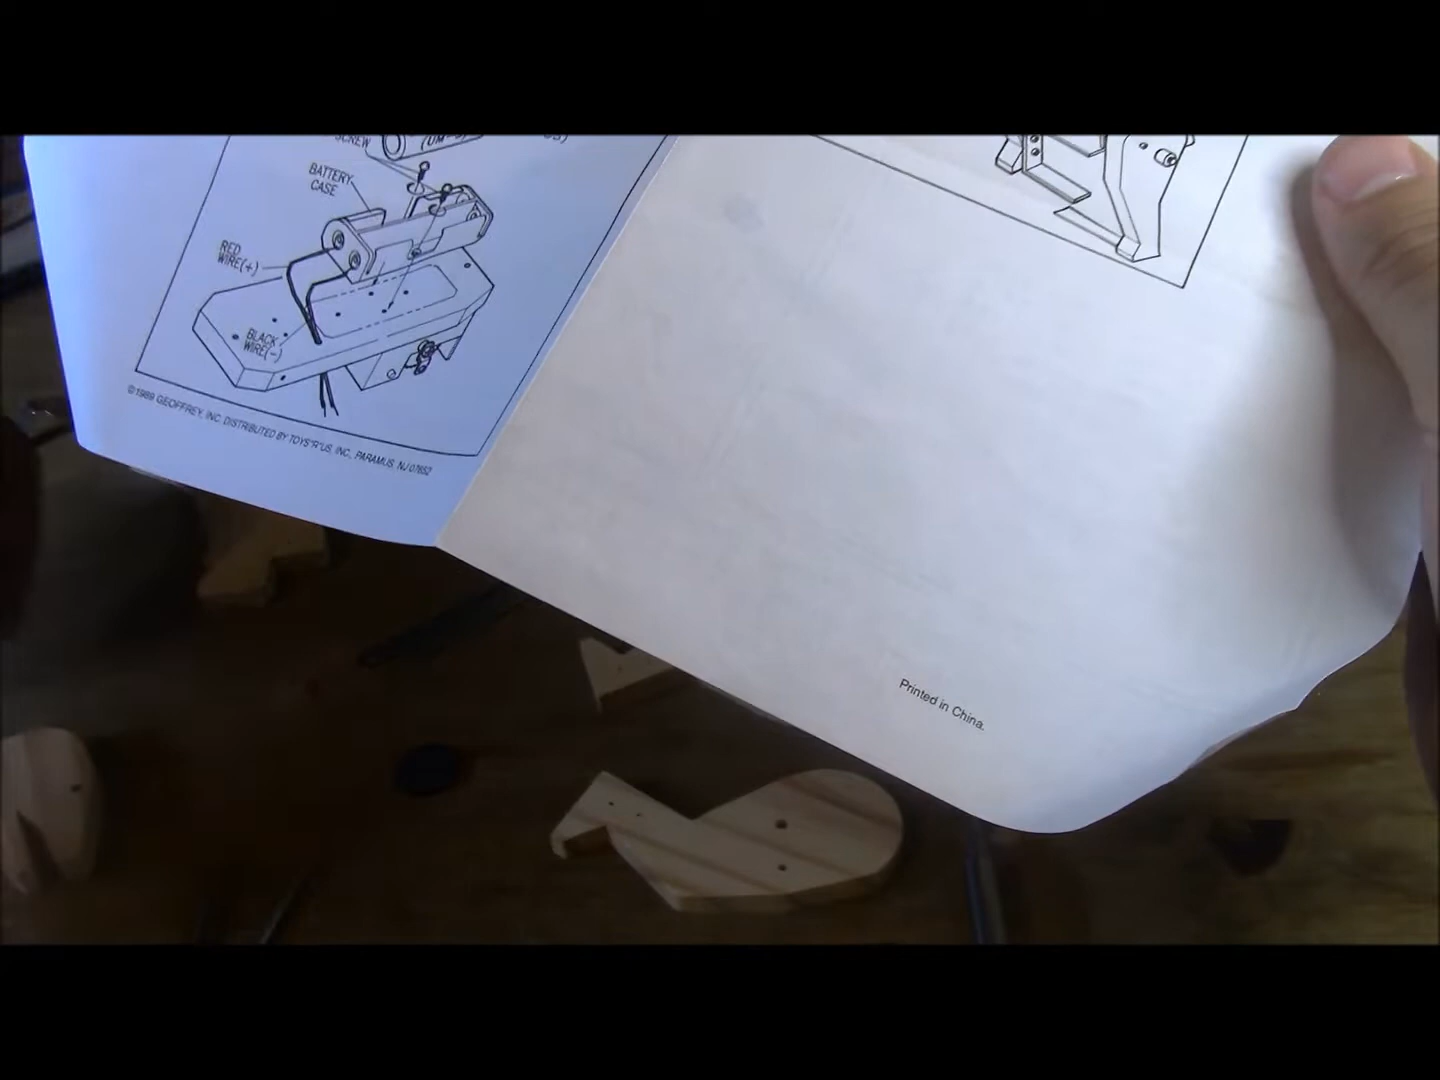 SCREW
(UM-
BATTERY
CASE
RED
WIRE(+)
BLACK
WIRE(-)
©1989 GEOFFREY, INC. DISTRIBUTED BY TOYS"R"US, INC., PARAMUS, NJ 07652
Printed in China.